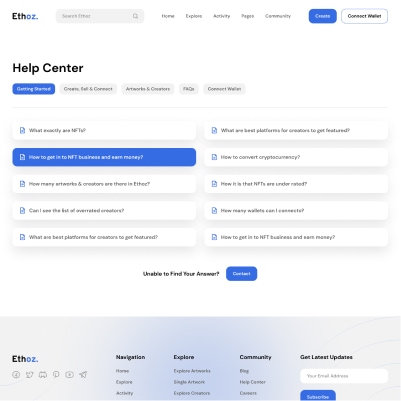 Ethoz.
Search Ethoz
Home
Explore
Activity
Pages
Community
Create
Connect Wallet
Help Center
Getting Started
Create, Sell & Connect
Artworks & Creators
FAQs
Connect Wallet
What exactly are NFTs?
What are best platforms for creators to get featured?
How to get in to NFT business and earn money?
How to convert cryptocurrency?
How many artworks & creators are there in Ethoz?
How it is that NFTs are under rated?
Can I see the list of overrated creators?
How many wallets can I connects?
What are best platforms for creators to get featured?
How to get in to NFT business and earn money?
Unable to Find Your Answer?
Contact
Ethoz.
Navigation
Home
Explore
Activity
Explore
Explore Artworks
Single Artwork
Explore Creators
Community
Blog
Help Center
Careers
Get Latest Updates
Your Email Address
Subscribe